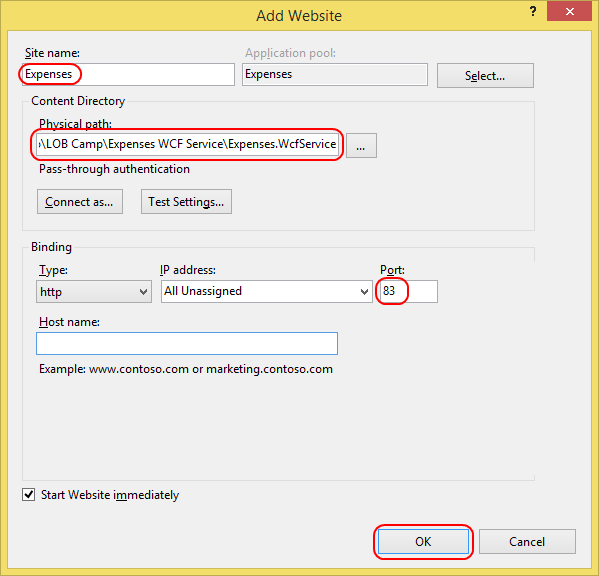 Add Website
?
Site name:
Application pool:
Expenses
Expenses
Select...
Content Directory
Physical path:
\LOB Camp\Expenses WCF Service\Expenses.WcfService
...
Pass-through authentication
Connect as...
Test Settings...
Binding
Type:
IP address:
Port:
http
All Unassigned
83
Host name:
Example: www.contoso.com or marketing.contoso.com
Start Website immediately
OK
Cancel